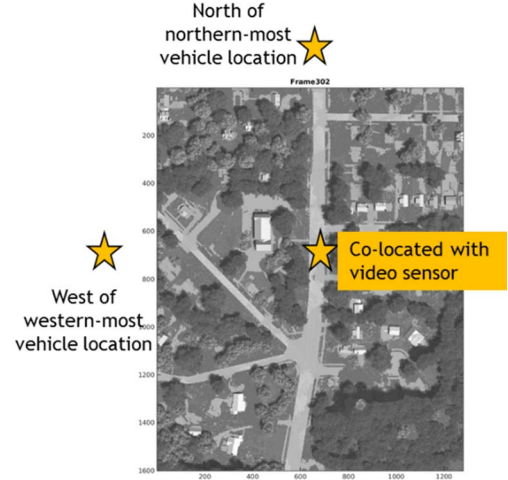 North of
northern-most
vehicle location
Frame302
200
400
600
800
1000
1200
1400
1600
200
400
600
800
1000
1200
Co-located with
video sensor
West of
western-most
vehicle location